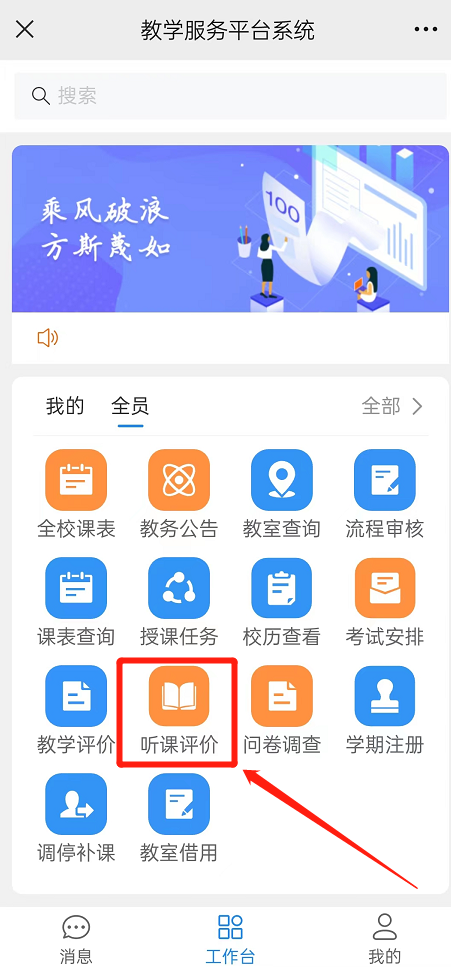 教学服务平台系统
搜索
乘风破浪
方斯蔑如
100
我的 全员 全部
全校课表 教务公告 教室查询 流程审核
课表查询 授课任务 校历查看 考试安排
教学评价 听课评价 问卷调查 学期注册
调停补课 教室借用
消息 工作台 我的